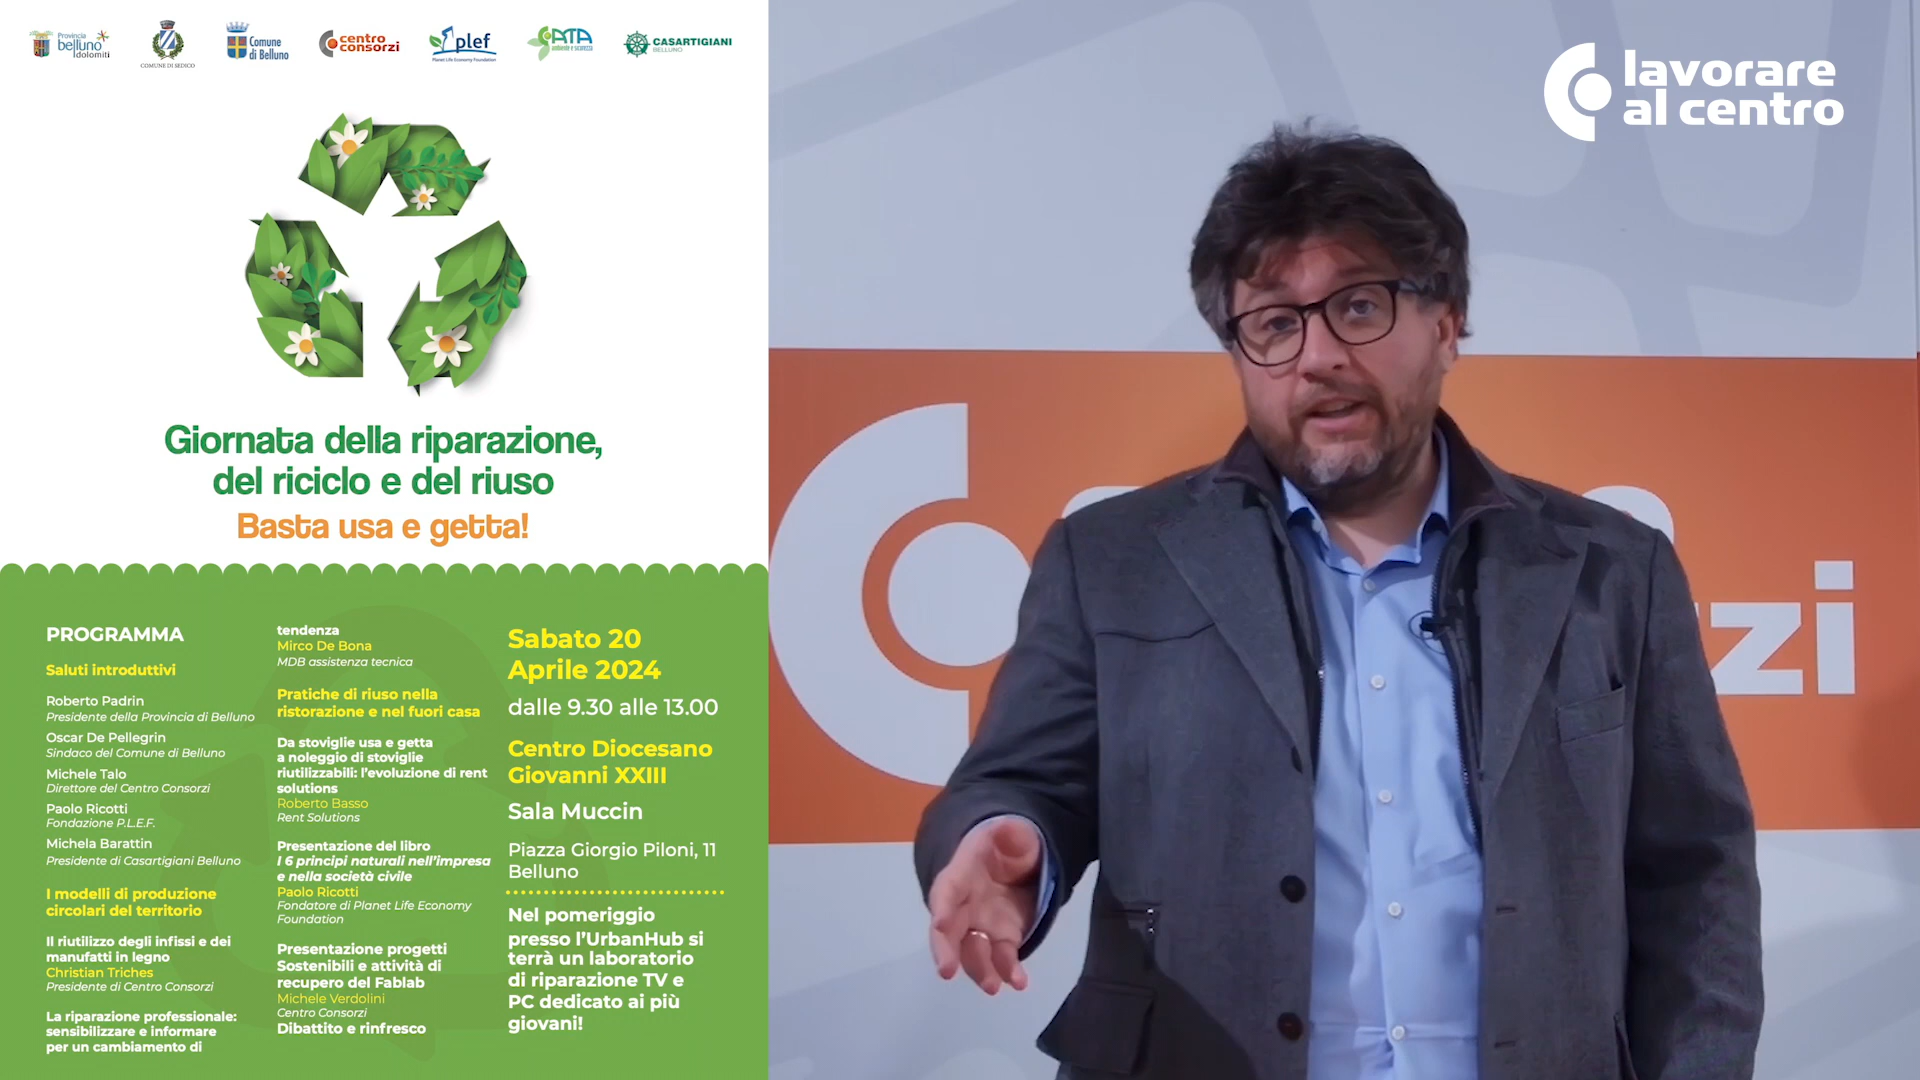 Provincia
belluno
dolomiti
COMUNE DI SEDICO
Comune
di Belluno
centro
consorzi
plef
Planet Life Economy Foundation
ATA
ambiente e sicurezza
CASARTIGIANI
BELLUNO
Giornata della riparazione,
del riciclo e del riuso
Basta usa e getta!
PROGRAMMA
Saluti introduttivi
Roberto Padrin
Presidente della Provincia di Belluno
Oscar De Pellegrin
Sindaco del Comune di Belluno
Michele Talo
Direttore del Centro Consorzi
Paolo Ricotti
Fondazione P.L.E.F.
Michela Barattin
Presidente di Casartigiani Belluno
I modelli di produzione
circolari del territorio
Il riutilizzo degli infissi e dei
manufatti in legno
Christian Triches
Presidente di Centro Consorzi
La riparazione professionale:
sensibilizzare e informare
per un cambiamento di
tendenza
Mirco De Bona
MDB assistenza tecnica
Pratiche di riuso nella
ristorazione e nel fuori casa
Da stoviglie usa e getta
a noleggio di stoviglie
riutilizzabili: l'evoluzione di rent
solutions
Roberto Basso
Rent Solutions
Presentazione del libro
I 6 principi naturali nell'impresa
e nella società civile
Paolo Ricotti
Fondatore di Planet Life Economy
Foundation
Presentazione progetti
Sostenibili e attività di
recupero del Fablab
Michele Verdolini
Centro Consorzi
Dibattito e rinfresco
Sabato 20
Aprile 2024
dalle 9.30 alle 13.00
Centro Diocesano
Giovanni XXIII
Sala Muccin
Piazza Giorgio Piloni, 11
Belluno
Nel pomeriggio
presso l'UrbanHub si
terrà un laboratorio
di riparazione TV e
PC dedicato ai più
giovani!
lavorare
al centro
zi